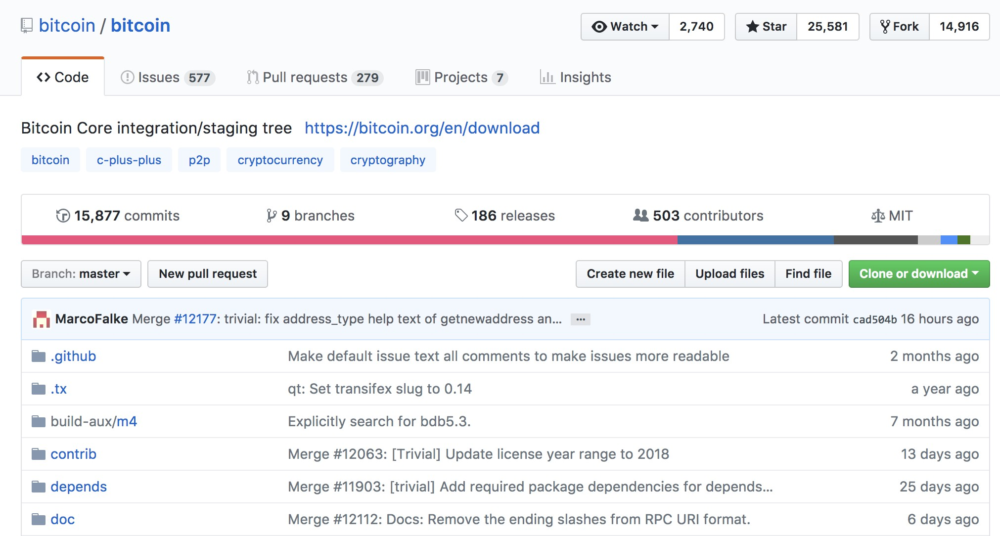 bitcoin / bitcoin
Watch 2,740 Star 25,581 Fork 14,916
Code Issues 577 Pull requests 279 Projects 7 Insights
Bitcoin Core integration/staging tree https://bitcoin.org/en/download
bitcoin c-plus-plus p2p cryptocurrency cryptography
15,877 commits 9 branches 186 releases 503 contributors MIT
Branch: master New pull request Create new file Upload files Find file Clone or download
MarcoFalke Merge #12177: trivial: fix address_type help text of getnewaddress an... ... Latest commit cad504b 16 hours ago
.github Make default issue text all comments to make issues more readable 2 months ago
.tx qt: Set transifex slug to 0.14 a year ago
build-aux/m4 Explicitly search for bdb5.3. 7 months ago
contrib Merge #12063: [Trivial] Update license year range to 2018 13 days ago
depends Merge #11903: [trivial] Add required package dependencies for depends... 25 days ago
doc Merge #12112: Docs: Remove the ending slashes from RPC URI format. 6 days ago